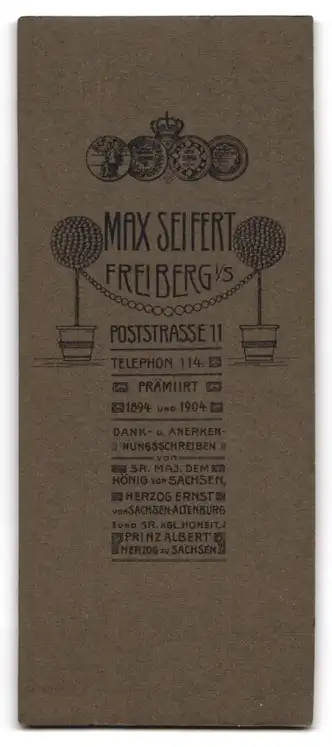 MAX SEIFERT
FREIBERG i/S
POSTSTRASSE 11
TELEPHON 114.
PRÄMIIRT
1894 UND 1904
DANK- u. ANERKEN-
NUNGSSCHREIBEN
VON
SR. MAJ. DEM
KÖNIG VON SACHSEN,
HERZOG ERNST
VON SACHSEN-ALTENBURG
UND SR. KGL. HOHEIT,
PRINZ ALBERT
HERZOG ZU SACHSEN